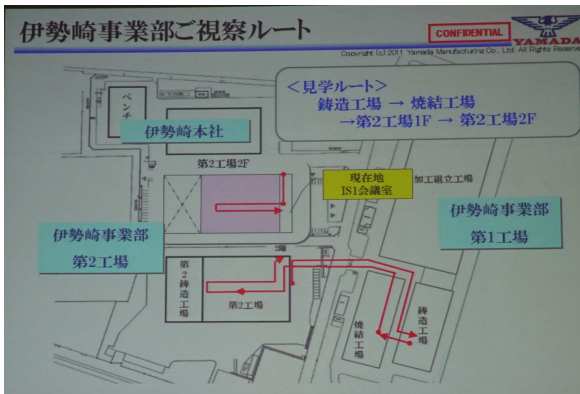 伊勢崎事業部ご視察ルート
CONFIDENTIAL
YAMADA
Copyright (c) 2011 Yamada Manufacturing Co., Ltd. All Rights Reserve
<見学ルート>
鋳造工場 → 焼結工場
→第2工場1F → 第2工場2F
ベンチ
伊勢崎本社
第2工場2F
現在地
IS1会議室
加工組立工場
伊勢崎事業部
第1工場
伊勢崎事業部
第2工場
第2鋳造工場
第2工場
焼結工場
鋳造工場